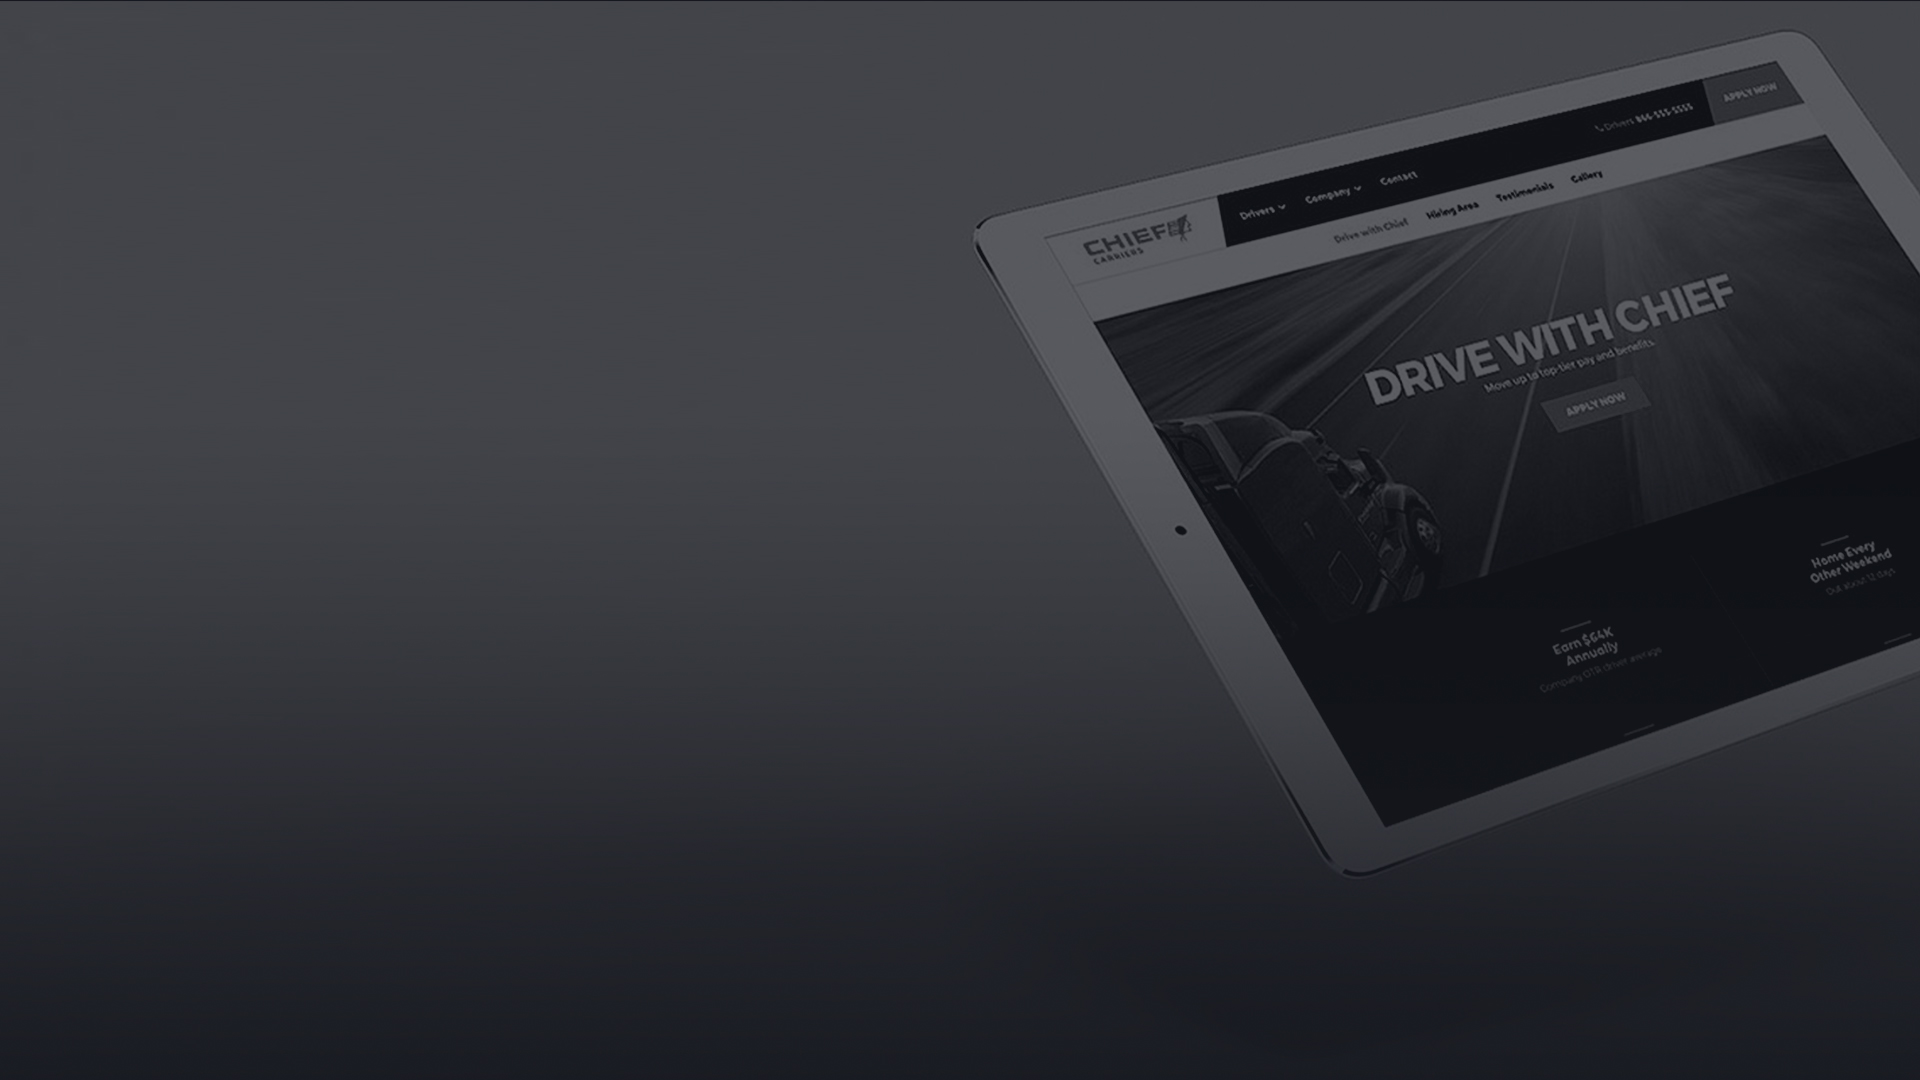 APPLY NOW
Drivers 866-555-5555
Drivers Company Contact
CHIEF
CARRIERS
Drive with Chief Hiring Area Testimonials Gallery
DRIVE WITH CHIEF
Move up to top-tier pay and benefits.
APPLY NOW
Home Every
Other Weekend
Out about 12 days
Earn $64K
Annually
Company OTR driver average